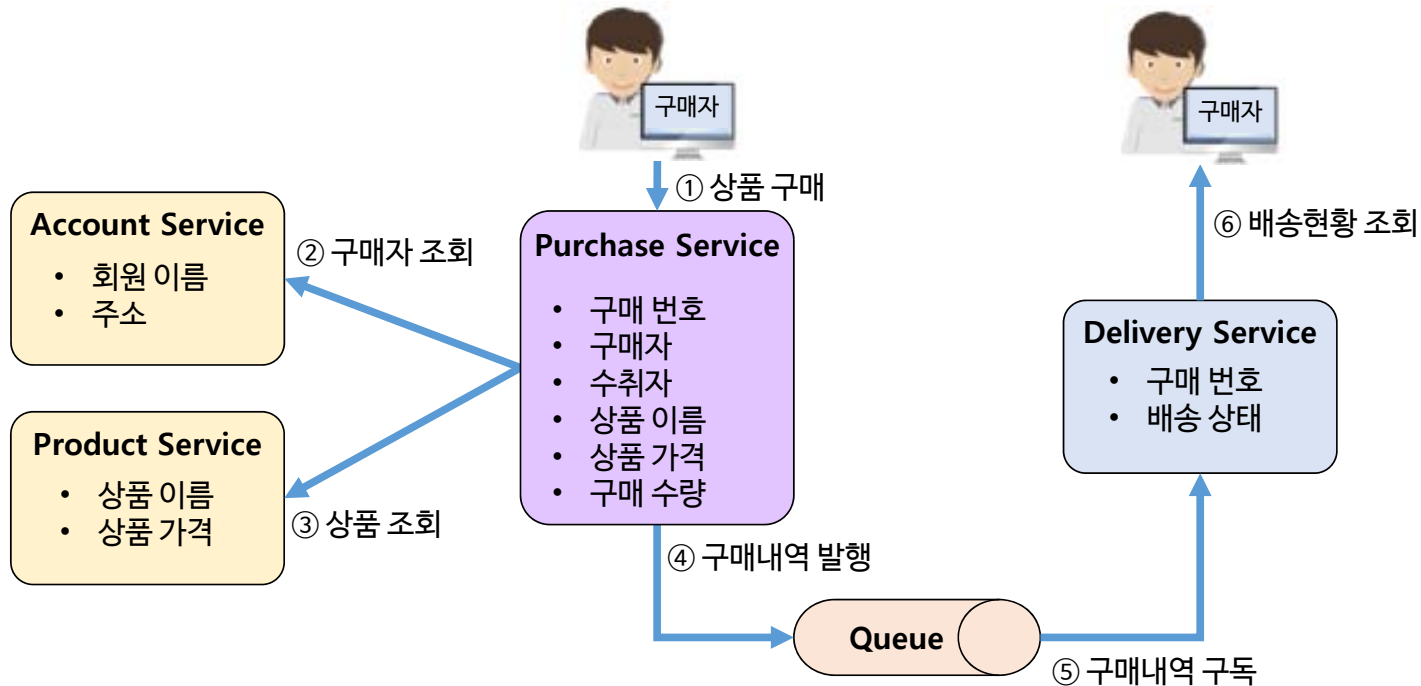 구매자
구매자
① 상품 구매
Account Service
• 회원 이름
• 주소
② 구매자 조회
Purchase Service
• 구매 번호
• 구매자
• 수취자
• 상품 이름
• 상품 가격
• 구매 수량
⑥ 배송현황 조회
Delivery Service
• 구매 번호
• 배송 상태
Product Service
• 상품 이름
• 상품 가격
③ 상품 조회
④ 구매내역 발행
Queue
⑤ 구매내역 구독